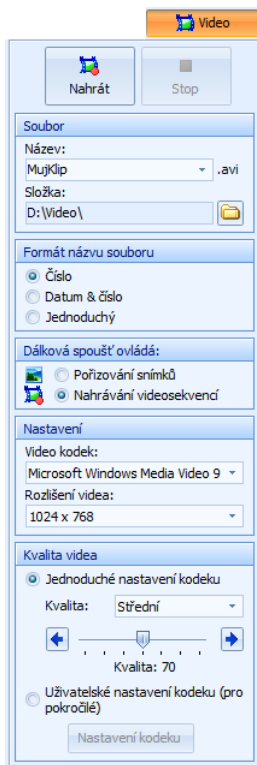 Video
Nahrát
Stop
Soubor
Název:
MujKlip
.avi
Složka:
D:\Video\
Formát názvu souboru
Číslo
Datum & číslo
Jednoduchý
Dálková spoušť ovládá:
Pořizování snímků
Nahrávání videosekvencí
Nastavení
Video kodek:
Microsoft Windows Media Video 9
Rozlišení videa:
1024 x 768
Kvalita videa
Jednoduché nastavení kodeku
Kvalita: Střední
Kvalita: 70
Uživatelské nastavení kodeku (pro
pokročilé)
Nastavení kodeku